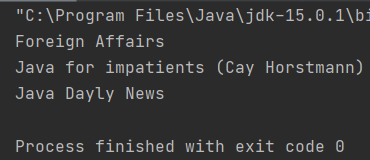 "C:\Program Files\Java\jdk-15.0.1\bi
Foreign Affairs
Java for impatients (Cay Horstmann)
Java Dayly News
Process finished with exit code 0